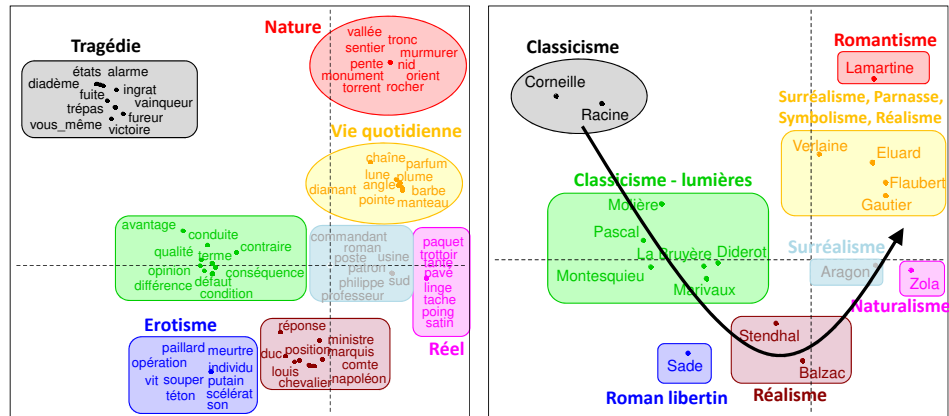 Tragédie
états alarme
diadème
ingrat
fuite
vainqueur
trépas
fureur
vous_même
victoire
Nature
vallée
tronc
sentier
murmurer
pente
nid
monument
orient
torrent
rocher
Vie quotidienne
chaîne
parfum
lune
plume
diamant
angle
barbe
pointe
manteau
avantage
conduite
contraire
qualité
terme
opinion
conséquence
différence
défaut
condition
commandant
roman
poste
usine
patron
philippe
sud
professeur
paquet
trottoir
tante
pavé
linge
tache
poing
satin
Réel
Erotisme
paillard
meurtre
opération
individu
vit
souper
putain
téton
scélérat
son
réponse
ministre
duc
position
marquis
louis
comte
chevalier
napoléon
Classicisme
Corneille
Racine
Romantisme
Lamartine
Surréalisme, Parnasse,
Symbolisme, Réalisme
Verlaine
Eluard
Flaubert
Gautier
Classicisme - lumières
Molière
Pascal
La Bruyère
Diderot
Montesquieu
Marivaux
Surréalisme
Aragon
Zola
Naturalisme
Stendhal
Balzac
Réalisme
Sade
Roman libertin